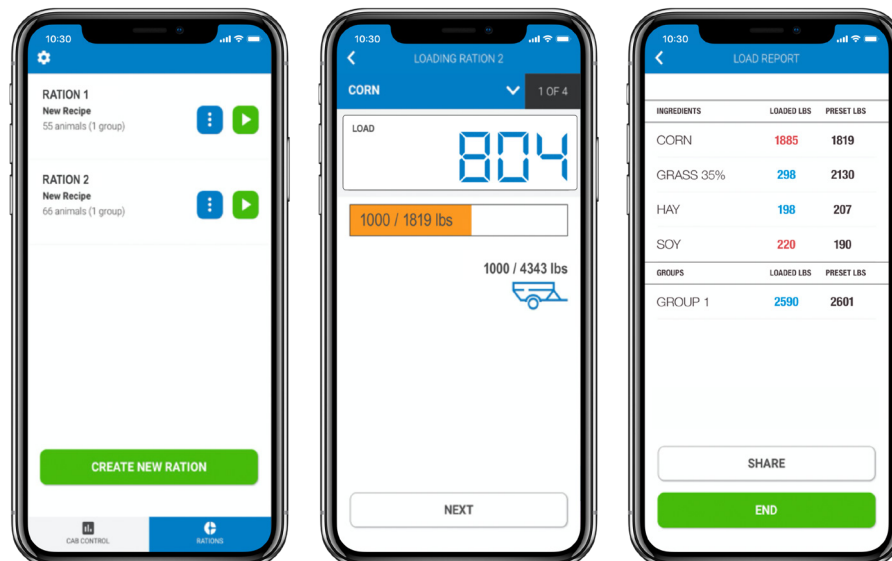 10:30
RATION 1
New Recipe
55 animals (1 group)
RATION 2
New Recipe
66 animals (1 group)
CREATE NEW RATION
CAB CONTROL
RATIONS
10:30
LOADING RATION 2
CORN
1 OF 4
LOAD
804
1000 / 1819 lbs
1000 / 4343 lbs
NEXT
10:30
LOAD REPORT
INGREDIENTS LOADED LBS PRESET LBS
CORN 1885 1819
GRASS 35% 298 2130
HAY 198 207
SOY 220 190
GROUPS LOADED LBS PRESET LBS
GROUP 1 2590 2601
SHARE
END